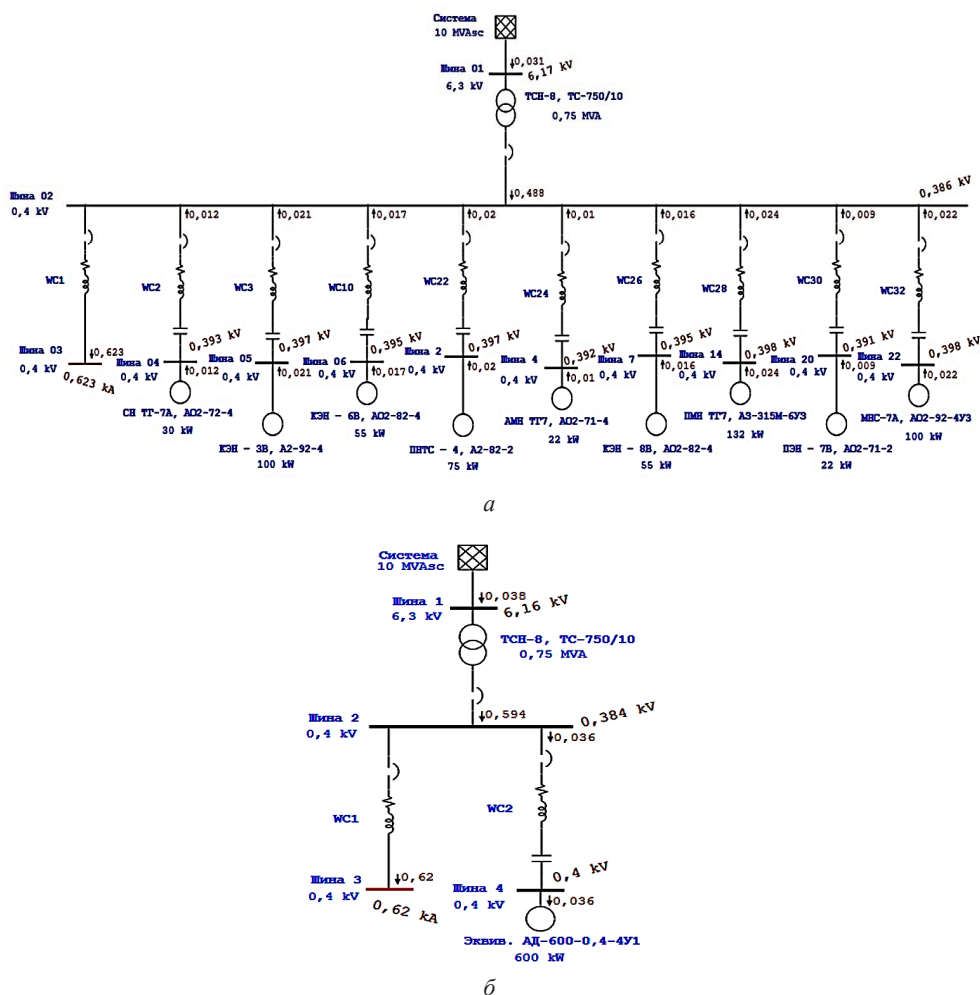 Система
10 MVAsc
0,031
Шина 01
6,17 kV
6,3 kV
ТСН-8, ТС-750/10
0,75 MVA
Шина 02
0,488
0,386 kV
0,4 kV
0,012
0,021
0,017
0,02
0,01
0,016
0,024
0,009
0,022
WC1
WC2
WC3
WC10
WC22
WC24
WC26
WC28
WC30
WC32
Шина 03
0,4 kV
0,623
0,623 kA
Шина 04
0,4 kV
0,393 kV
0,012
Шина 05
0,4 kV
0,397 kV
0,021
Шина 06
0,4 kV
0,395 kV
0,017
Шина 2
0,4 kV
0,397 kV
0,02
Шина 4
0,4 kV
0,392 kV
0,01
Шина 7
0,4 kV
0,395 kV
0,016
Шина 14
0,4 kV
0,398 kV
0,024
Шина 20
0,4 kV
0,391 kV
0,009
Шина 22
0,4 kV
0,398 kV
0,022
СН ТГ-7А, АО2-72-4
30 kW
КЭН - 3В, А2-92-4
100 kW
КЭН - 6В, АО2-82-4
55 kW
ПНТС - 4, А2-82-2
75 kW
АМН ТГ7, АО2-71-4
22 kW
КЭН - 8В, АО2-82-4
55 kW
ПМН ТГ7, АЗ-315М-6УЗ
132 kW
ПЭН - 7В, АО2-71-2
22 kW
МНС-7А, АО2-92-4УЗ
100 kW
а
Система
10 MVAsc
0,038
Шина 1
6,16 kV
6,3 kV
ТСН-8, ТС-750/10
0,75 MVA
Шина 2
0,594
0,384 kV
0,4 kV
0,036
WC1
WC2
Шина 3
0,4 kV
0,62
0,62 kA
Шина 4
0,4 kV
0,4 kV
0,036
Эквив. АД-600-0,4-4У1
600 kW
б